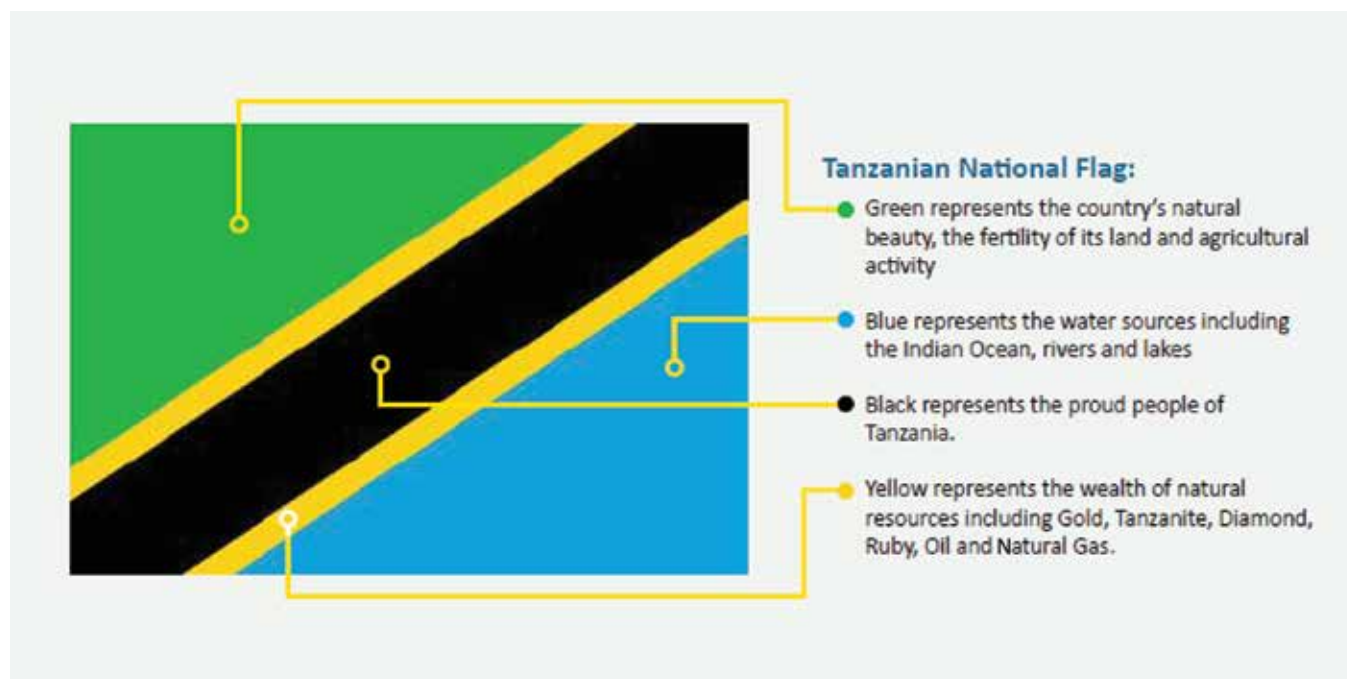 Tanzanian National Flag:
Green represents the country's natural
beauty, the fertility of its land and agricultural
activity
Blue represents the water sources including
the Indian Ocean, rivers and lakes
Black represents the proud people of
Tanzania.
Yellow represents the wealth of natural
resources including Gold, Tanzanite, Diamond,
Ruby, Oil and Natural Gas.